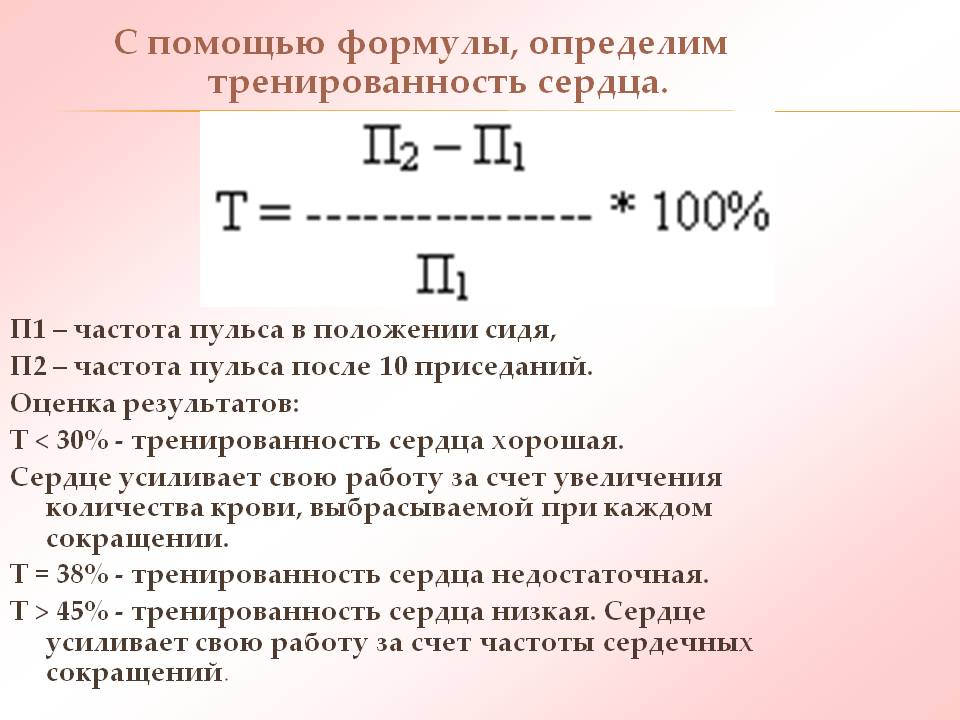 С помощью формулы, определим
тренированность сердца.
П2 – П1
Т = ---------------- * 100%
П1
П1 – частота пульса в положении сидя,
П2 – частота пульса после 10 приседаний.
Оценка результатов:
Т < 30% - тренированность сердца хорошая.
Сердце усиливает свою работу за счет увеличения
количества крови, выбрасываемой при каждом
сокращении.
Т = 38% - тренированность сердца недостаточная.
Т > 45% - тренированность сердца низкая. Сердце
усиливает свою работу за счет частоты сердечных
сокращений.